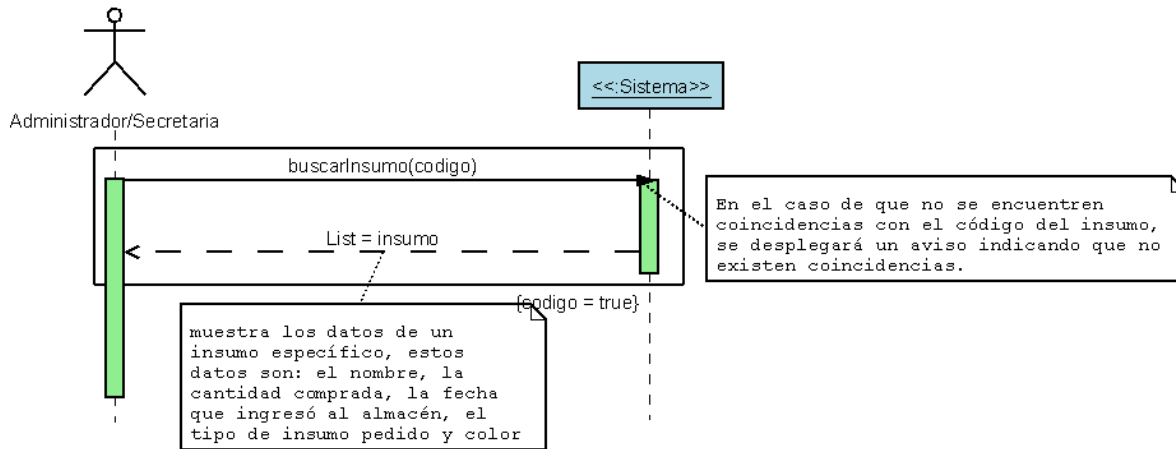 <<:Sistema>>
Administrador/Secretaria
buscarInsumo(codigo)
En el caso de que no se encuentren
coincidencias con el código del insumo,
se desplegará un aviso indicando que no
existen coincidencias.
List = insumo
{codigo = true}
muestra los datos de un
insumo específico, estos
datos son: el nombre, la
cantidad comprada, la fecha
que ingresó al almacén, el
tipo de insumo pedido y color